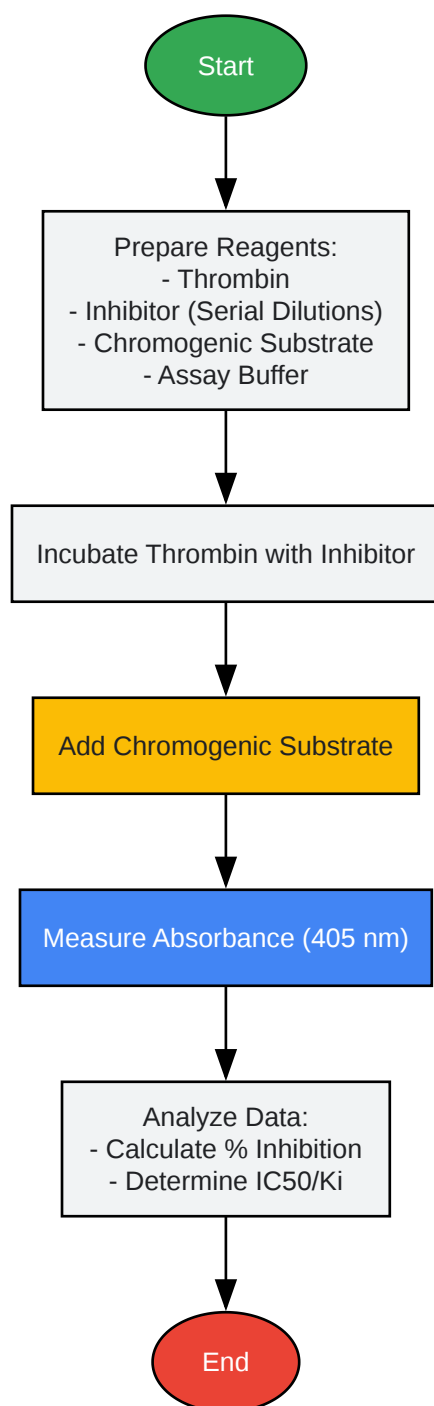 Start
Prepare Reagents:
- Thrombin
- Inhibitor (Serial Dilutions)
- Chromogenic Substrate
- Assay Buffer
Incubate Thrombin with Inhibitor
Add Chromogenic Substrate
Measure Absorbance (405 nm)
Analyze Data:
- Calculate % Inhibition
- Determine IC50/Ki
End